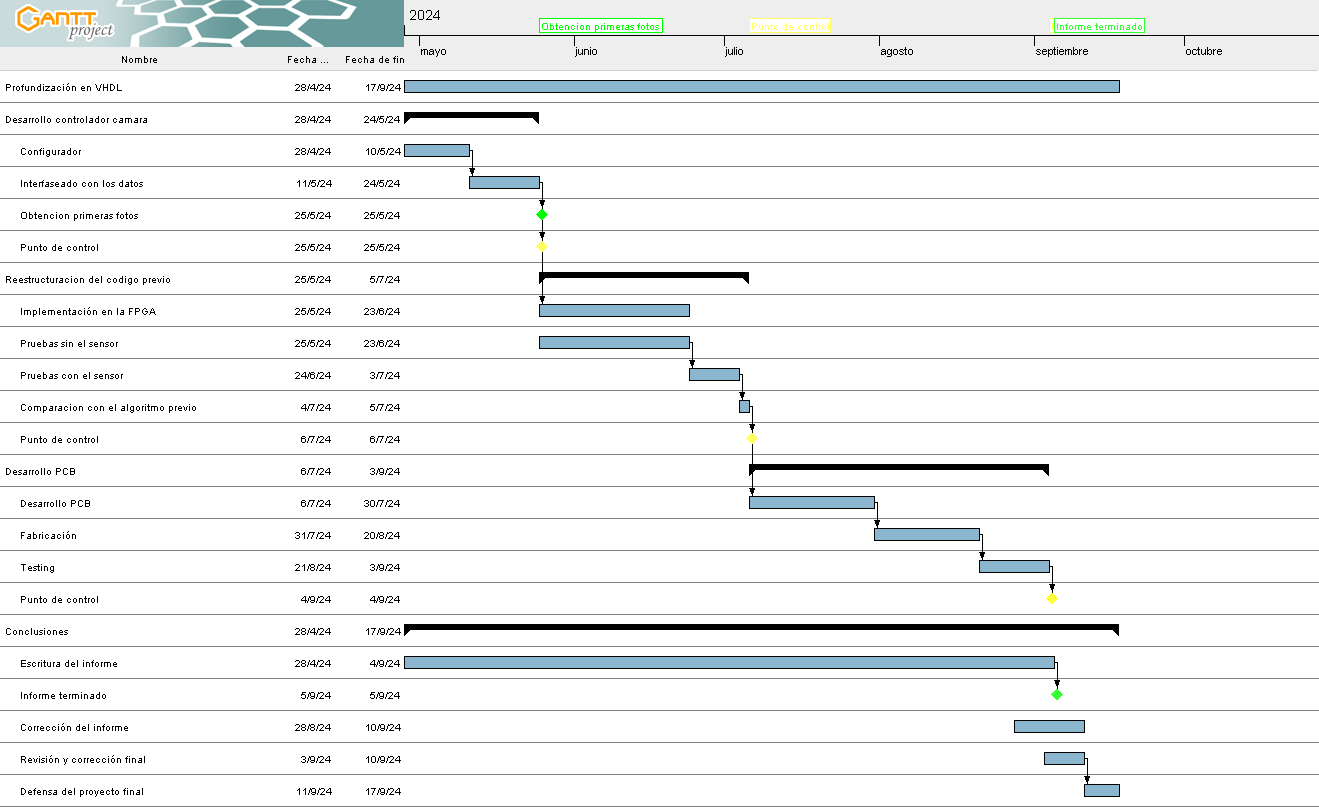 GANTT
project
2024
Obtencion primeras fotos
Punto de control
Informe terminado
mayo junio julio agosto septiembre octubre
Nombre Fecha ... Fecha de fin
Profundización en VHDL 28/4/24 17/9/24
Desarrollo controlador camara 28/4/24 24/5/24
Configurador 28/4/24 10/5/24
Interfaseado con los datos 11/5/24 24/5/24
Obtencion primeras fotos 25/5/24 25/5/24
Punto de control 25/5/24 25/5/24
Reestructuracion del codigo previo 25/5/24 5/7/24
Implementación en la FPGA 25/5/24 23/6/24
Pruebas sin el sensor 25/5/24 23/6/24
Pruebas con el sensor 24/6/24 3/7/24
Comparacion con el algoritmo previo 4/7/24 5/7/24
Punto de control 6/7/24 6/7/24
Desarrollo PCB 6/7/24 3/9/24
Desarrollo PCB 6/7/24 30/7/24
Fabricación 31/7/24 20/8/24
Testing 21/8/24 3/9/24
Punto de control 4/9/24 4/9/24
Conclusiones 28/4/24 17/9/24
Escritura del informe 28/4/24 4/9/24
Informe terminado 5/9/24 5/9/24
Corrección del informe 28/8/24 10/9/24
Revisión y corrección final 3/9/24 10/9/24
Defensa del proyecto final 11/9/24 17/9/24